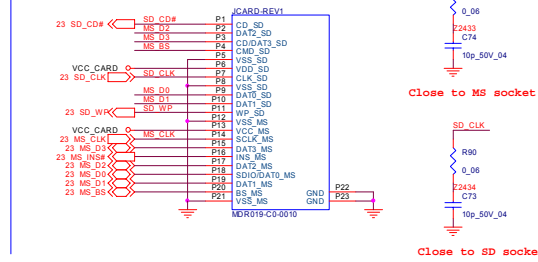 JCARD-REV1
23 SD_CD# SD_CD# P1 CD_SD
MS_D2 P2 DAT2_SD
MS_D3 P3 CD/DAT3_SD
MS_BS P4 CMD_SD
P5 VSS_SD
VCC_CARD P6 VDD_SD
23 SD_CLK SD_CLK P7 CLK_SD
P8 VSS_SD
MS_D0 P9 DAT0_SD
MS_D1 P10 DAT1_SD
23 SD_WP SD_WP P11 WP_SD
P12 VSS_MS
VCC_CARD P13 VCC_MS
23 MS_CLK MS_CLK P14 SCLK_MS
23 MS_D3 P15 DAT3_MS
23 MS_INS# P16 INS_MS
23 MS_D2 P17 DAT2_MS
23 MS_D0 P18 SDIO/DAT0_MS
23 MS_D1 P19 DAT1_MS
23 MS_BS P20 BS_MS GND P22
P21 VSS_MS GND P23
MDR019-C0-0010
0_06
Z2433
C74
10p_50V_04
Close to MS socket
SD_CLK
R90
0_06
Z2434
C73
10p_50V_04
Close to SD socke